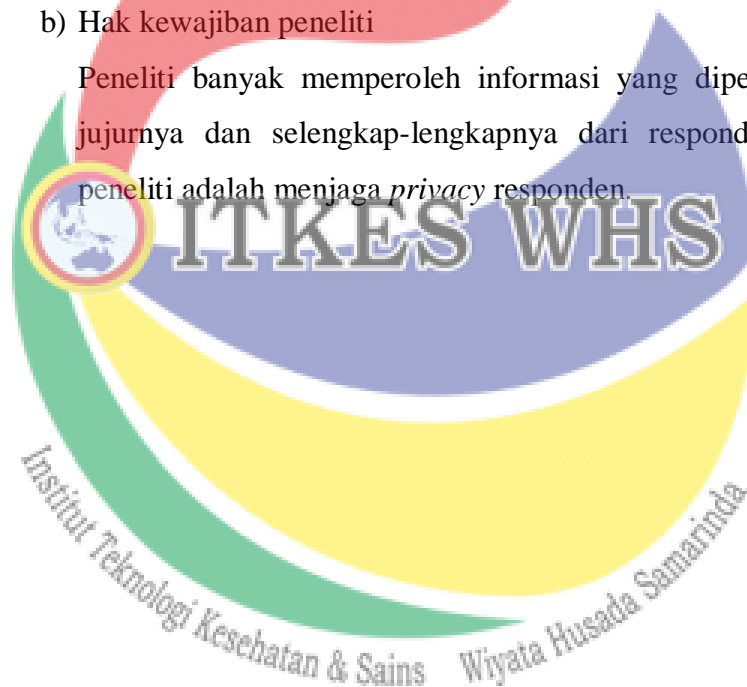 b) Hak kewajiban peneliti
Peneliti banyak memperoleh informasi yang dipe
jujurnya dan selengkap-lengkapnya dari respond
peneliti adalah menjaga privacy responden.
ITKES WHS
Institut Teknologi Kesehatan & Sains Wiyata Husada Samarinda